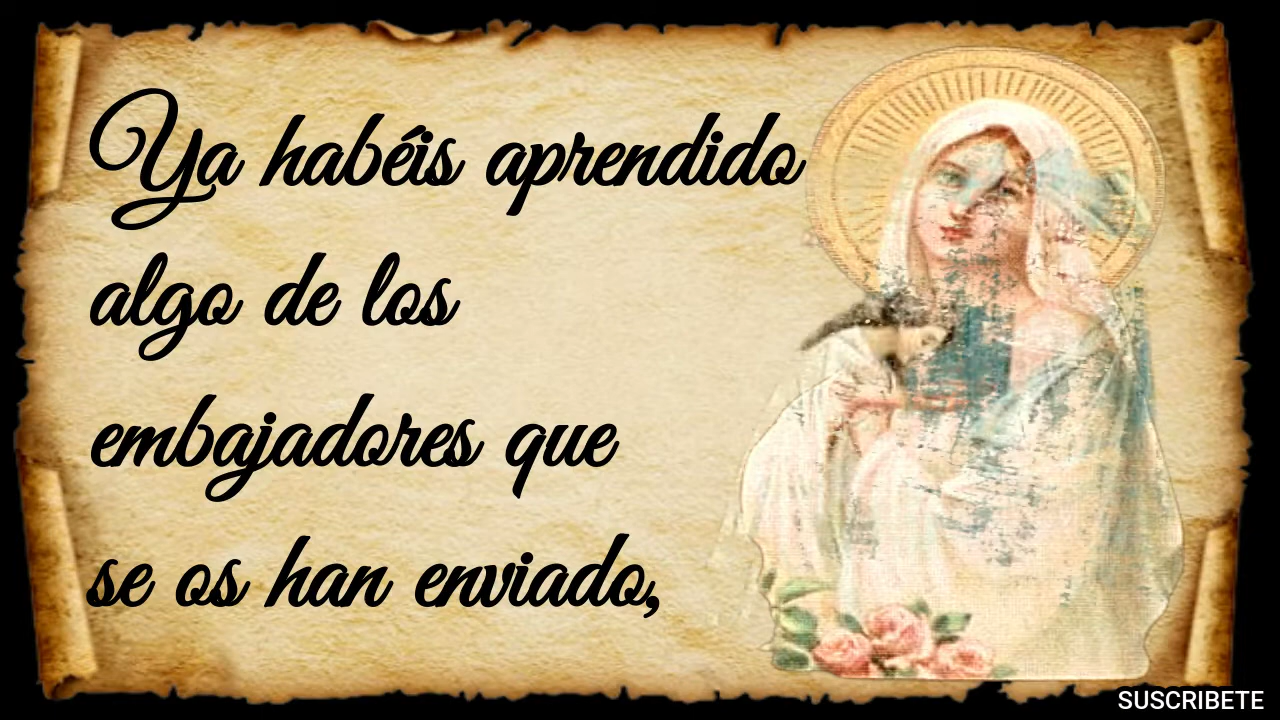 Ya habéis aprendido
algo de los
embajadores que
se os han enviado,
SUSCRIBETE